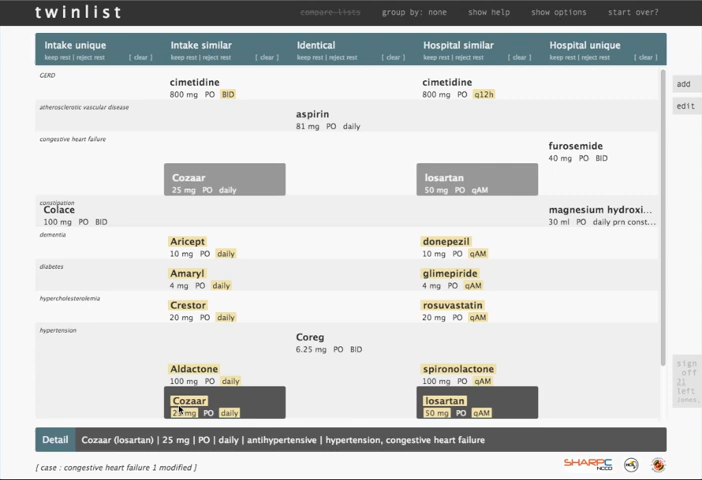 twinlist
compare lists group by: none show help show options start over?
Intake unique Intake similar Identical Hospital similar Hospital unique
keep rest | reject rest [ clear ] keep rest | reject rest [ clear ] keep rest | reject rest [ clear ] keep rest | reject rest [ clear ] keep rest | reject rest [ clear ]
GERD
cimetidine cimetidine
800 mg PO BID 800 mg PO q12h
add
edit
atherosclerotic vascular disease
aspirin
81 mg PO daily
congestive heart failure
furosemide
40 mg PO BID
Cozaar losartan
25 mg PO daily 50 mg PO qAM
constipation
Colace magnesium hydroxi...
100 mg PO BID 30 ml PO daily prn const...
dementia
Aricept donepezil
10 mg PO daily 10 mg PO qAM
diabetes
Amaryl glimepiride
4 mg PO daily 4 mg PO qAM
hypercholesterolemia
Crestor rosuvastatin
20 mg PO daily 20 mg PO qAM
hypertension
Coreg
6.25 mg PO BID
Aldactone spironolactone
100 mg PO daily 100 mg PO qAM
Cozaar losartan
25 mg PO daily 50 mg PO qAM
sign
off
21
left
Jones,
Detail Cozaar (losartan) | 25 mg | PO | daily | antihypertensive | hypertension, congestive heart failure
[ case : congestive heart failure 1 modified ]
SHARPC
NCCD